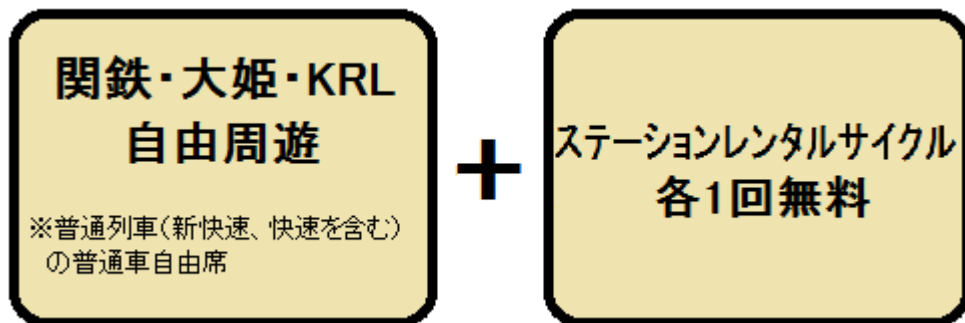 関鉄・大姫・KRL
自由周遊
※普通列車(新快速、快速を含む)
の普通車自由席
+
ステーションレンタルサイクル
各1回無料